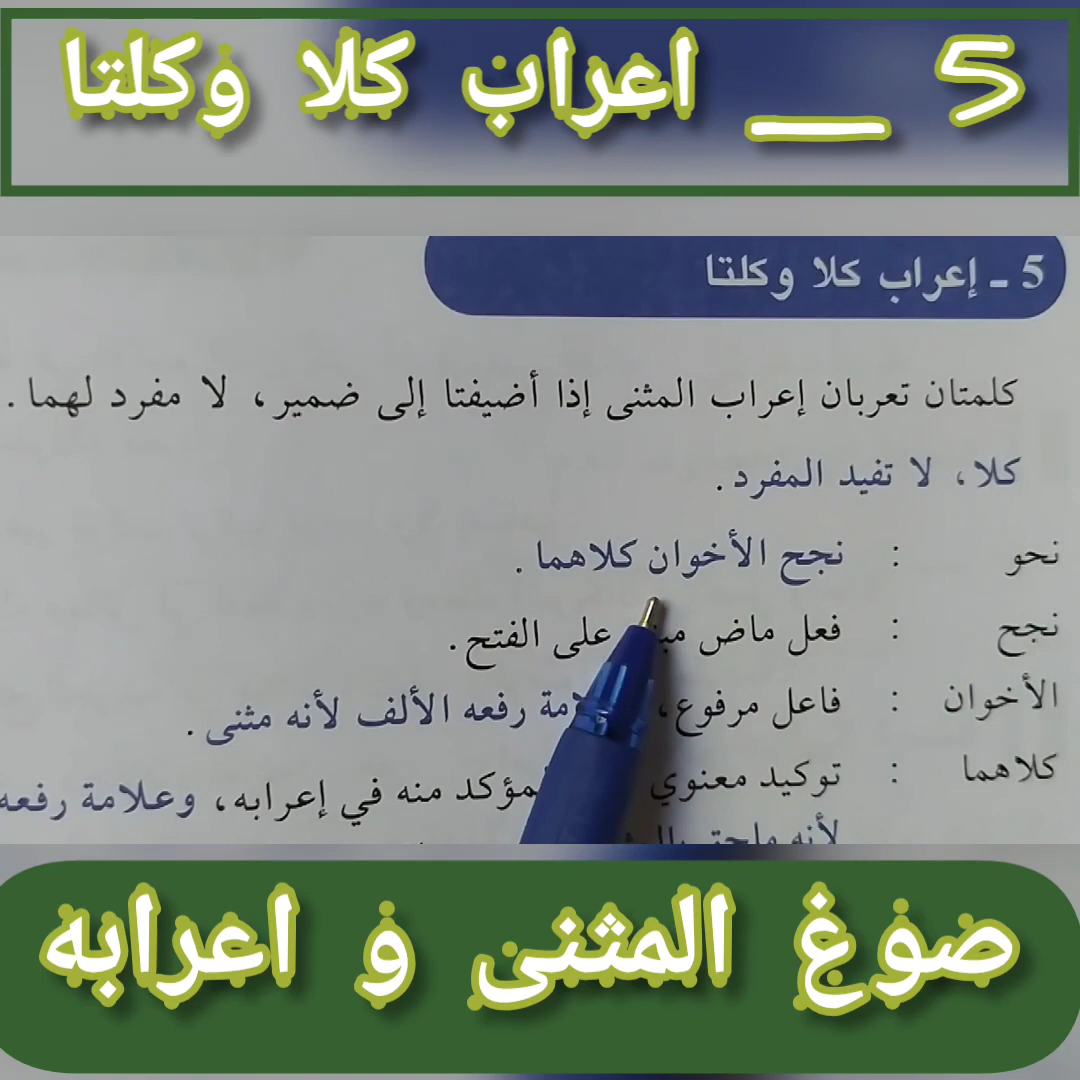 5 __ اعراب كلا وكلتا
5 ـ إعراب كلا وكلتا
كلمتان تعربان إعراب المثنى إذا أضيفتا إلى ضمير، لا مفرد لهما.
كلا، لا تفيد المفرد.
نحو : نجح الأخوان كلاهما.
نجح : فعل ماض على الفتح.
الأخوان : فاعل مرفوع، رفعه الألف لأنه مثنى.
كلاهما : توكيد معنوي منه في إعرابه، وعلامة رفعه
لأنه
ضوغ المثنى و اعرابه